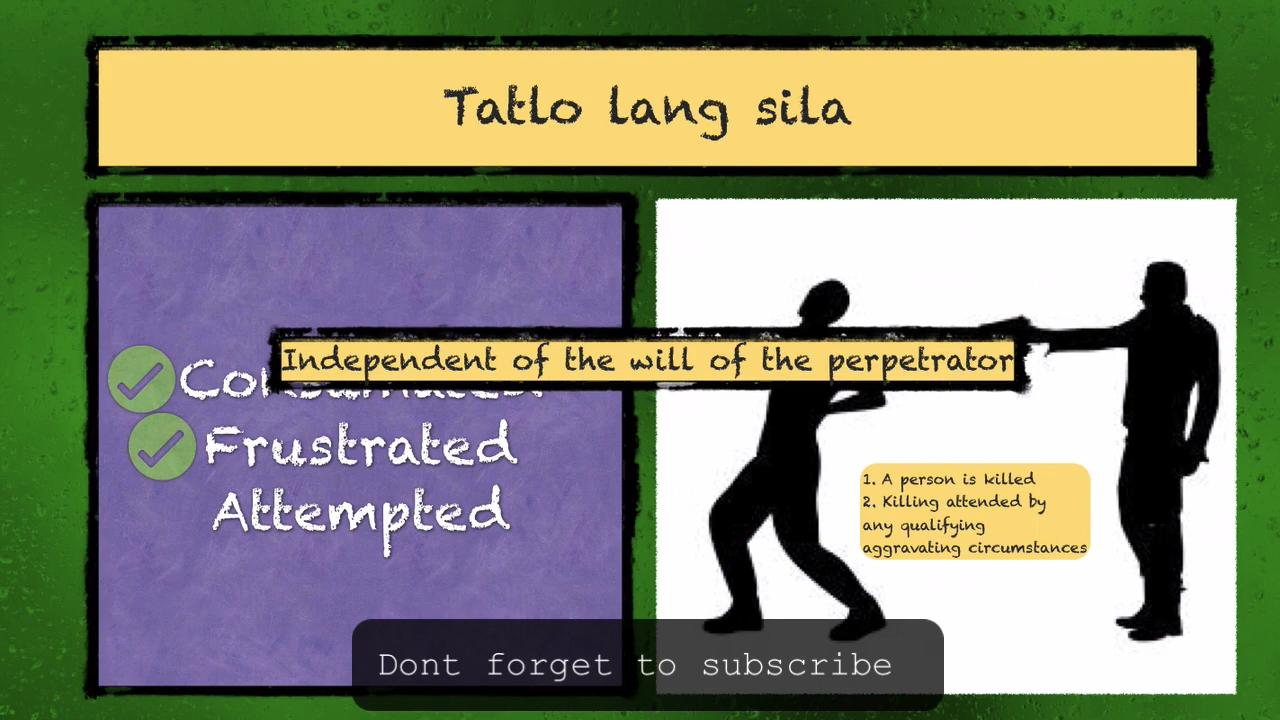 Tatlo lang sila
Independent of the will of the perpetrator
Frustrated
Attempted
1. A person is killed
2. Killing attended by
any qualifying
aggravating circumstances
Dont forget to subscribe